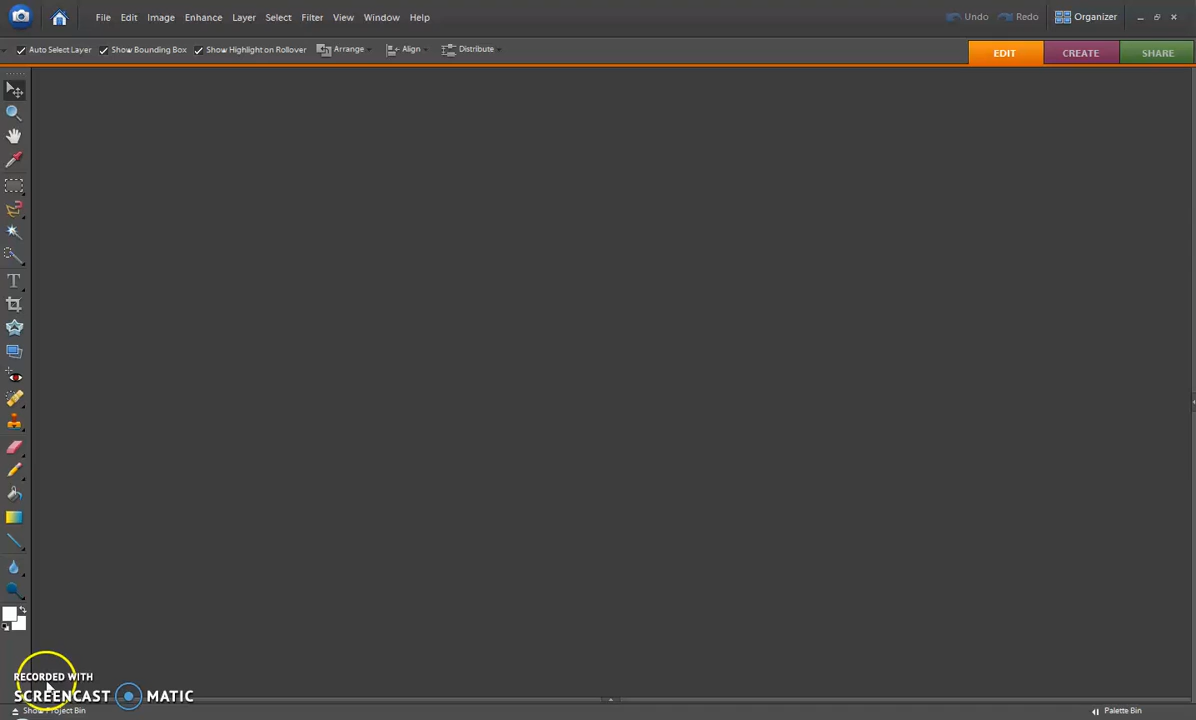 File Edit Image Enhance Layer Select Filter View Window Help Undo Redo Organizer
Auto Select Layer Show Bounding Box Show Highlight on Rollover Arrange Align Distribute EDIT CREATE SHARE
T
RECORDED WITH
SCREENCAST MATIC
Show Project Bin Palette Bin